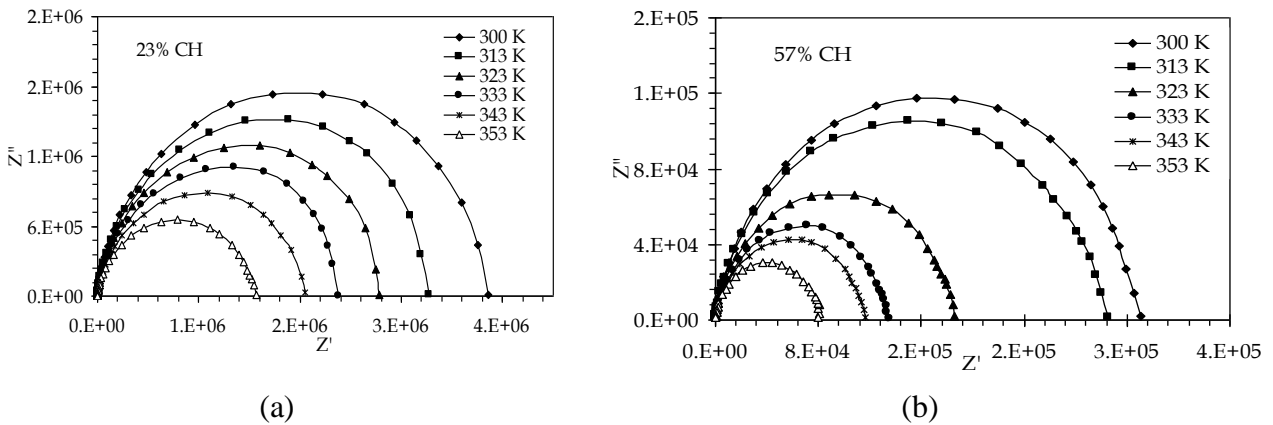 2.E+06
2.E+06
1.E+06
6.E+05
0.E+00
Z"
23% CH
300 K
313 K
323 K
333 K
343 K
353 K
0.E+00
1.E+06
2.E+06
3.E+06
4.E+06
Z'
(a)
2.E+05
1.E+05
8.E+04
4.E+04
0.E+00
Z"
57% CH
300 K
313 K
323 K
333 K
343 K
353 K
0.E+00
8.E+04
2.E+05
2.E+05
3.E+05
4.E+05
Z'
(b)